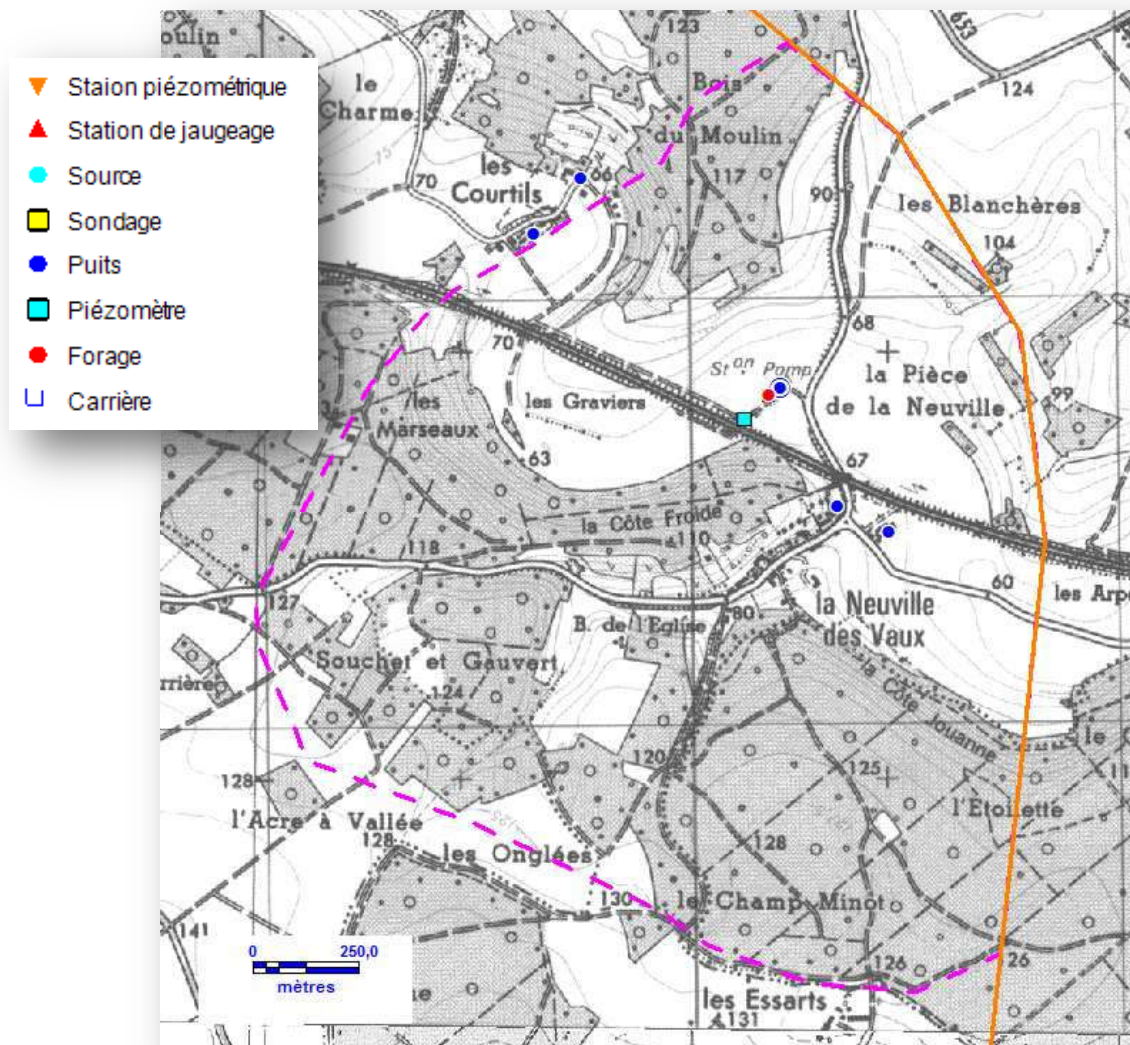 Staion piézométrique
Station de jaugeage
Source
Sondage
Puits
Piézomètre
Forage
Carrière
oulin
123
653
le
Charme
Bois
du Moulin
124
70
les
Courtils
66
117
90
les Blanchères
104
68
70
St on Pomp.
la Pièce
de la Neuville
99
les Graviers
les
Marseaux
63
67
la Côte Froide
118
110
60
127
80
la Neuville
des Vaux
les Arp
B. de l'Eglise
Souchet et Gauvert
rrière
124
la Côte Jouanne
le
120
125
128
l'Acre à Vallée
l'Etoilette
128
128
les Onglées
130
le Champ Minot
141
0 250,0
mètres
126
26
les Essarts
131